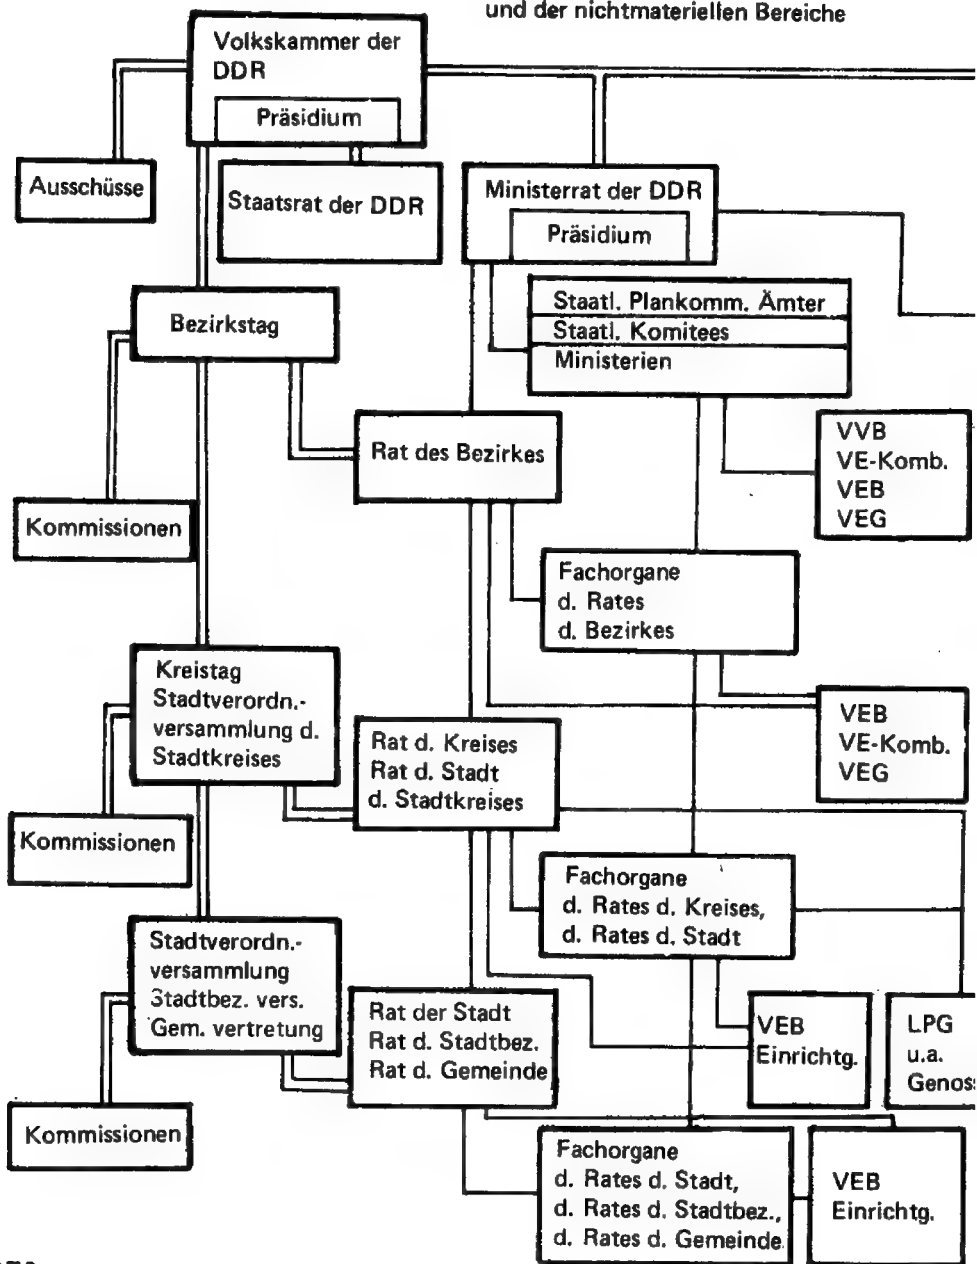 und der nichtmateriellen Bereiche
Volkskammer der
DDR
Präsidium
Ausschüsse
Staatsrat der DDR
Ministerrat der DDR
Präsidium
Staatl. Plankomm. Ämter
Staatl. Komitees
Ministerien
Bezirkstag
Rat des Bezirkes
VVB
VE-Komb.
VEB
VEG
Kommissionen
Fachorgane
d. Rates
d. Bezirkes
Kreistag
Stadtverordn.-
versammlung d.
Stadtkreises
Rat d. Kreises
Rat d. Stadt
d. Stadtkreises
VEB
VE-Komb.
VEG
Kommissionen
Fachorgane
d. Rates d. Kreises,
d. Rates d. Stadt
Stadtverordn.-
versammlung
Stadtbez. vers.
Gem. vertretung
Rat der Stadt
Rat d. Stadtbez.
Rat d. Gemeinde
VEB
Einrichtg.
LPG
u.a.
Genos
Kommissionen
Fachorgane
d. Rates d. Stadt,
d. Rates d. Stadtbez.,
d. Rates d. Gemeinde
VEB
Einrichtg.